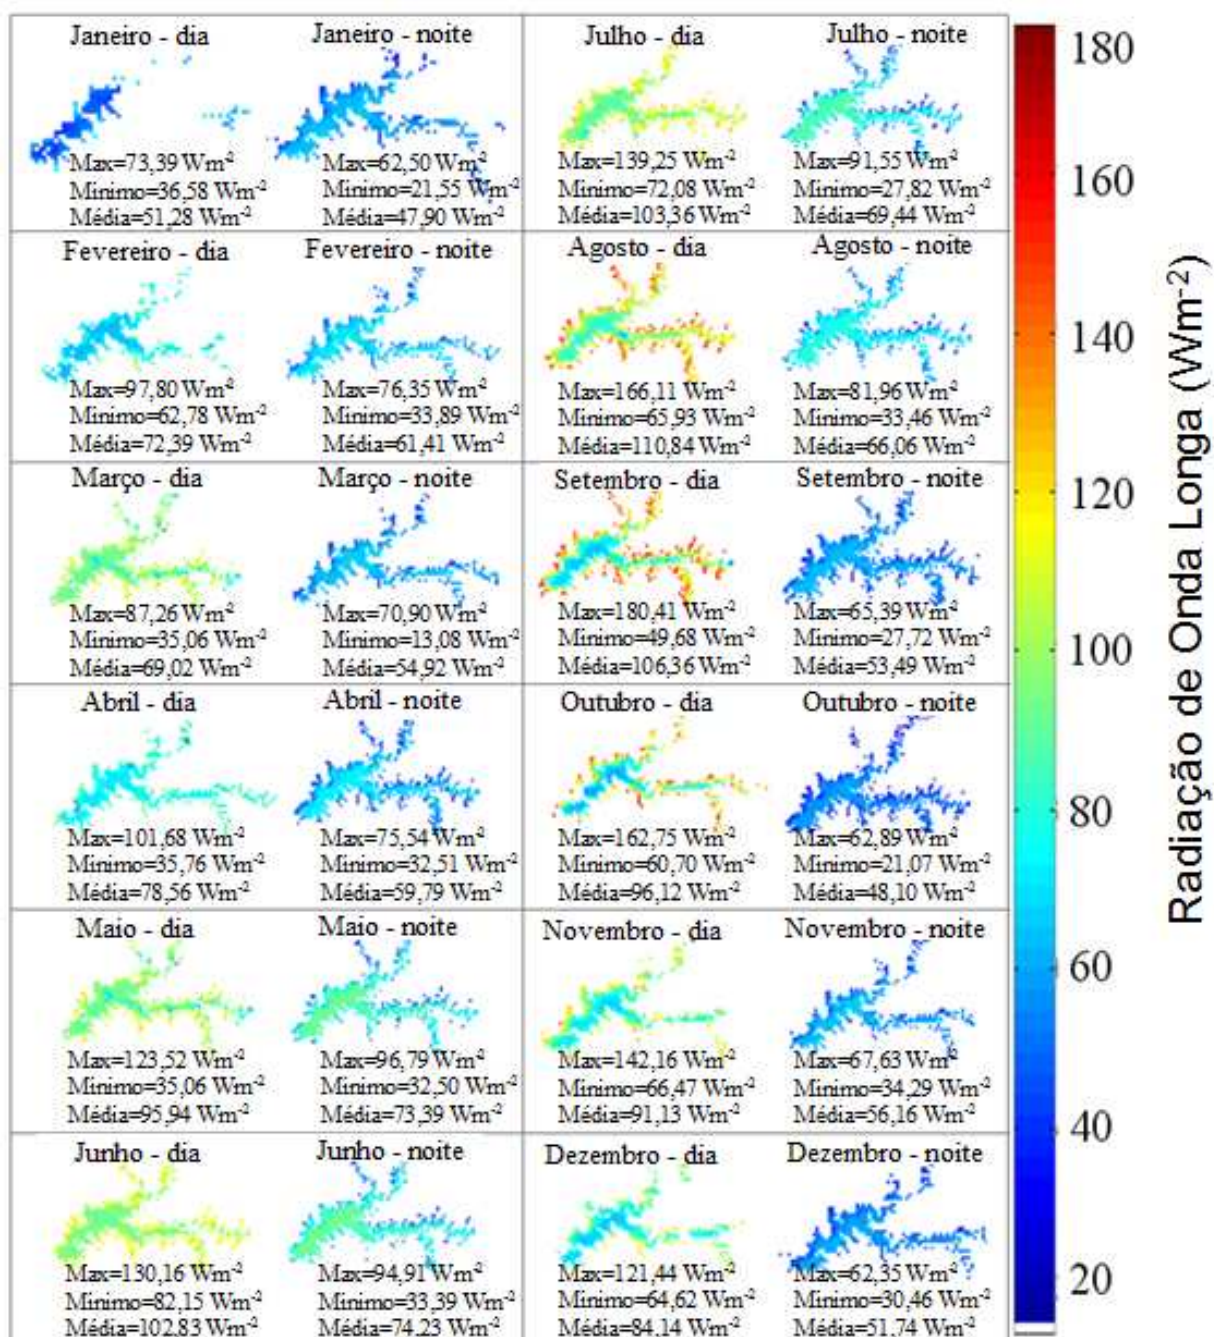 Janeiro - dia
Max=73,39 Wm-2
Minimo=36,58 Wm-2
Média=51,28 Wm-2
Janeiro - noite
Max=62,50 Wm-2
Minimo=21,55 Wm-2
Média=47,90 Wm-2
Julho - dia
Max=139,25 Wm-2
Minimo=72,08 Wm-2
Média=103,36 Wm-2
Julho - noite
Max=91,55 Wm-2
Minimo=27,82 Wm-2
Média=69,44 Wm-2
Fevereiro - dia
Max=97,80 Wm-2
Minimo=62,78 Wm-2
Média=72,39 Wm-2
Fevereiro - noite
Max=76,35 Wm-2
Minimo=33,89 Wm-2
Média=61,41 Wm-2
Agosto - dia
Max=166,11 Wm-2
Minimo=65,93 Wm-2
Média=110,84 Wm-2
Agosto - noite
Max=81,96 Wm-2
Minimo=33,46 Wm-2
Média=66,06 Wm-2
Março - dia
Max=87,26 Wm-2
Minimo=35,06 Wm-2
Média=69,02 Wm-2
Março - noite
Max=70,90 Wm-2
Minimo=13,08 Wm-2
Média=54,92 Wm-2
Setembro - dia
Max=180,41 Wm-2
Minimo=49,68 Wm-2
Média=106,36 Wm-2
Setembro - noite
Max=65,39 Wm-2
Minimo=27,72 Wm-2
Média=53,49 Wm-2
Abril - dia
Max=101,68 Wm-2
Minimo=35,76 Wm-2
Média=78,56 Wm-2
Abril - noite
Max=75,54 Wm-2
Minimo=32,51 Wm-2
Média=59,79 Wm-2
Outubro - dia
Max=162,75 Wm-2
Minimo=60,70 Wm-2
Média=96,12 Wm-2
Outubro - noite
Max=62,89 Wm-2
Minimo=21,07 Wm-2
Média=48,10 Wm-2
Maio - dia
Max=123,52 Wm-2
Minimo=35,06 Wm-2
Média=95,94 Wm-2
Maio - noite
Max=96,79 Wm-2
Minimo=32,50 Wm-2
Média=73,39 Wm-2
Novembro - dia
Max=142,16 Wm-2
Minimo=66,47 Wm-2
Média=91,13 Wm-2
Novembro - noite
Max=67,63 Wm-2
Minimo=34,29 Wm-2
Média=56,16 Wm-2
Junho - dia
Max=130,16 Wm-2
Minimo=82,15 Wm-2
Média=102,83 Wm-2
Junho - noite
Max=94,91 Wm-2
Minimo=33,39 Wm-2
Média=74,23 Wm-2
Dezembro - dia
Max=121,44 Wm-2
Minimo=64,62 Wm-2
Média=84,14 Wm-2
Dezembro - noite
Max=62,35 Wm-2
Minimo=30,46 Wm-2
Média=51,74 Wm-2
180
160
140
120
100
80
60
40
20
Radiação de Onda Longa (Wm-2)